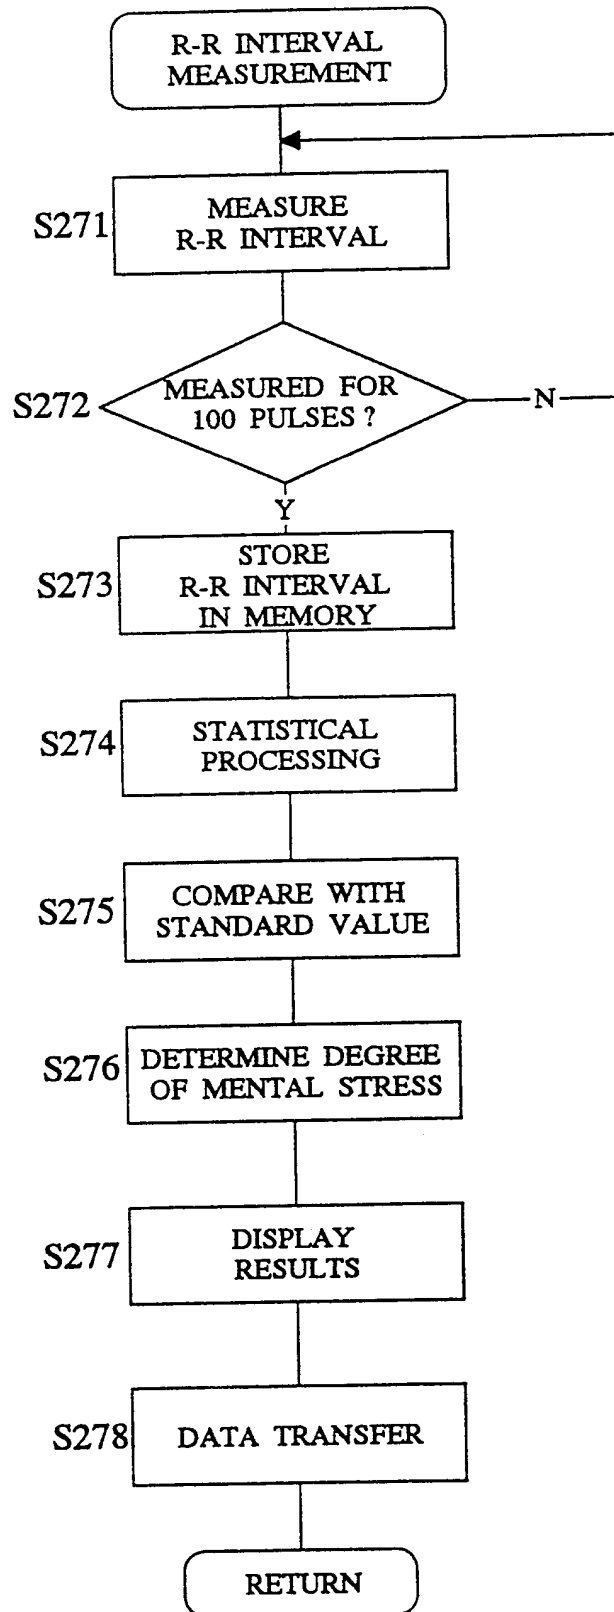 R-R INTERVAL
MEASUREMENT
S271
MEASURE
R-R INTERVAL
S272
MEASURED FOR
100 PULSES ?
N
Y
S273
STORE
R-R INTERVAL
IN MEMORY
S274
STATISTICAL
PROCESSING
S275
COMPARE WITH
STANDARD VALUE
S276
DETERMINE DEGREE
OF MENTAL STRESS
S277
DISPLAY
RESULTS
S278
DATA TRANSFER
RETURN